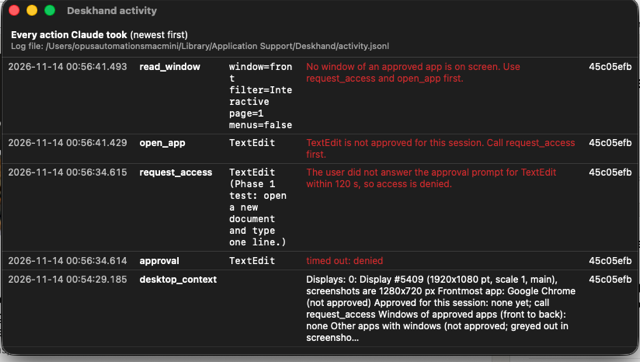 Deskhand activity
Every action Claude took (newest first)
Log file: /Users/opusautomationsmacmini/Library/Application Support/Deskhand/activity.jsonl
2026-11-14 00:56:41.493 read_window window=fron No window of an approved app is on screen. Use 45c05efb
t request_access and open_app first.
filter=Inte
ractive
page=1
menus=false
2026-11-14 00:56:41.429 open_app TextEdit TextEdit is not approved for this session. Call request_access 45c05efb
first.
2026-11-14 00:56:34.615 request_access TextEdit The user did not answer the approval prompt for TextEdit 45c05efb
(Phase 1 within 120 s, so access is denied.
test: open
a new
document
and type
one line.)
2026-11-14 00:56:34.614 approval TextEdit timed out: denied 45c05efb
2026-11-14 00:54:29.185 desktop_context Displays: 0: Display #5409 (1920x1080 pt, scale 1, main), 45c05efb
screenshots are 1280x720 px Frontmost app: Google Chrome
(not approved) Approved for this session: none yet; call
request_access Windows of approved apps (front to back):
none Other apps with windows (not approved; greyed out in
screensho...